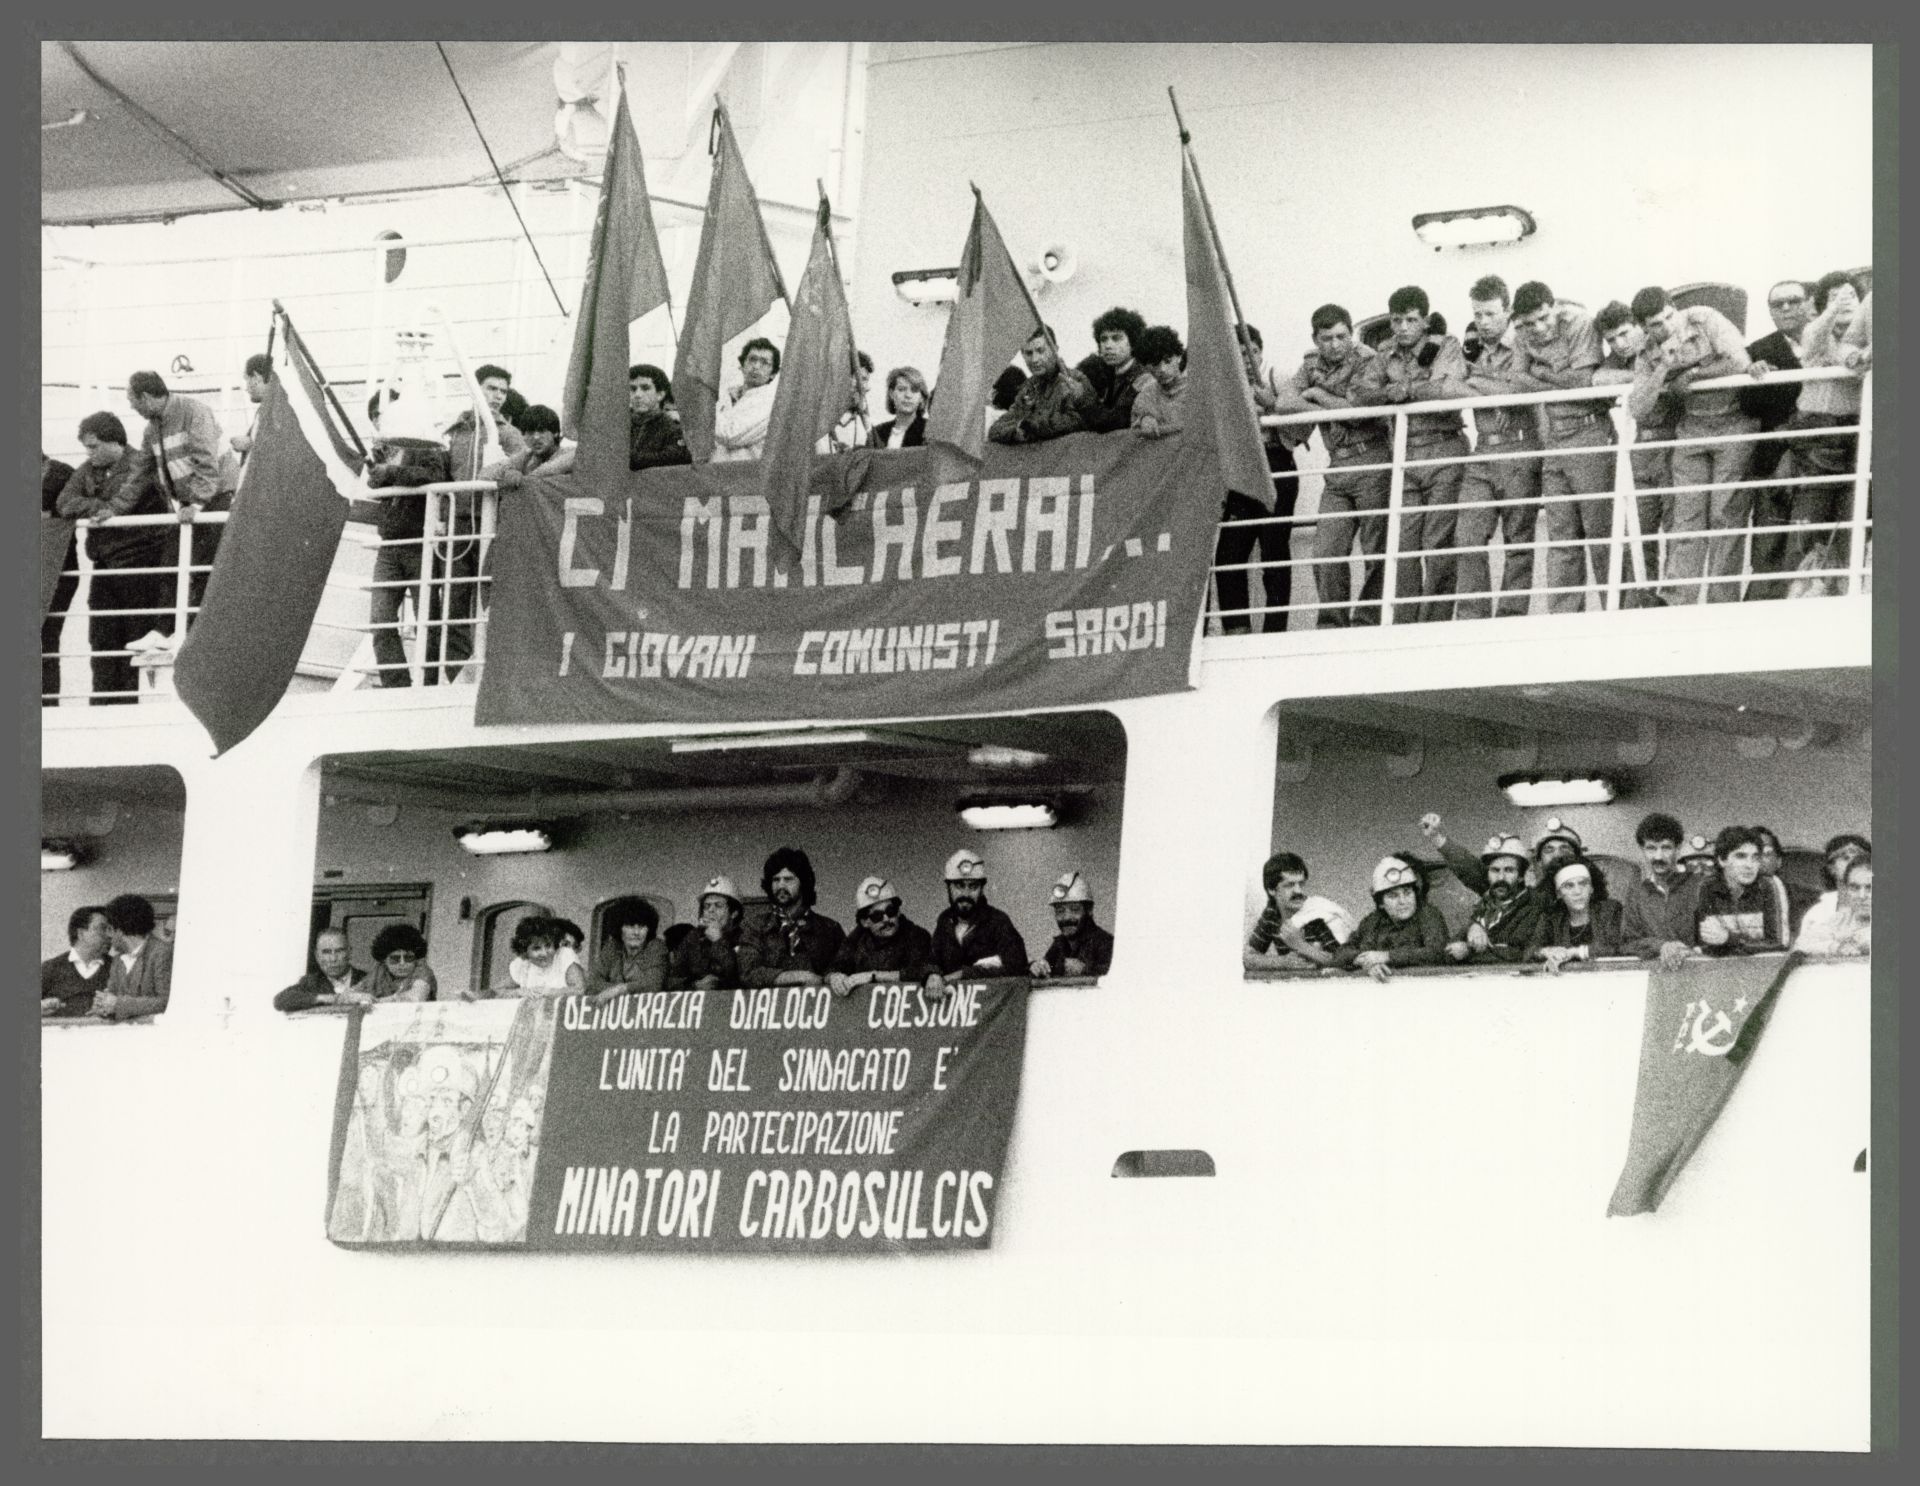 CI MANCHERAI...
I GIOVANI COMUNISTI SARDI
DEMOCRAZIA DIALOGO COESIONE
L'UNITA' DEL SINDACATO E'
LA PARTECIPAZIONE
MINATORI CARBOSULCIS